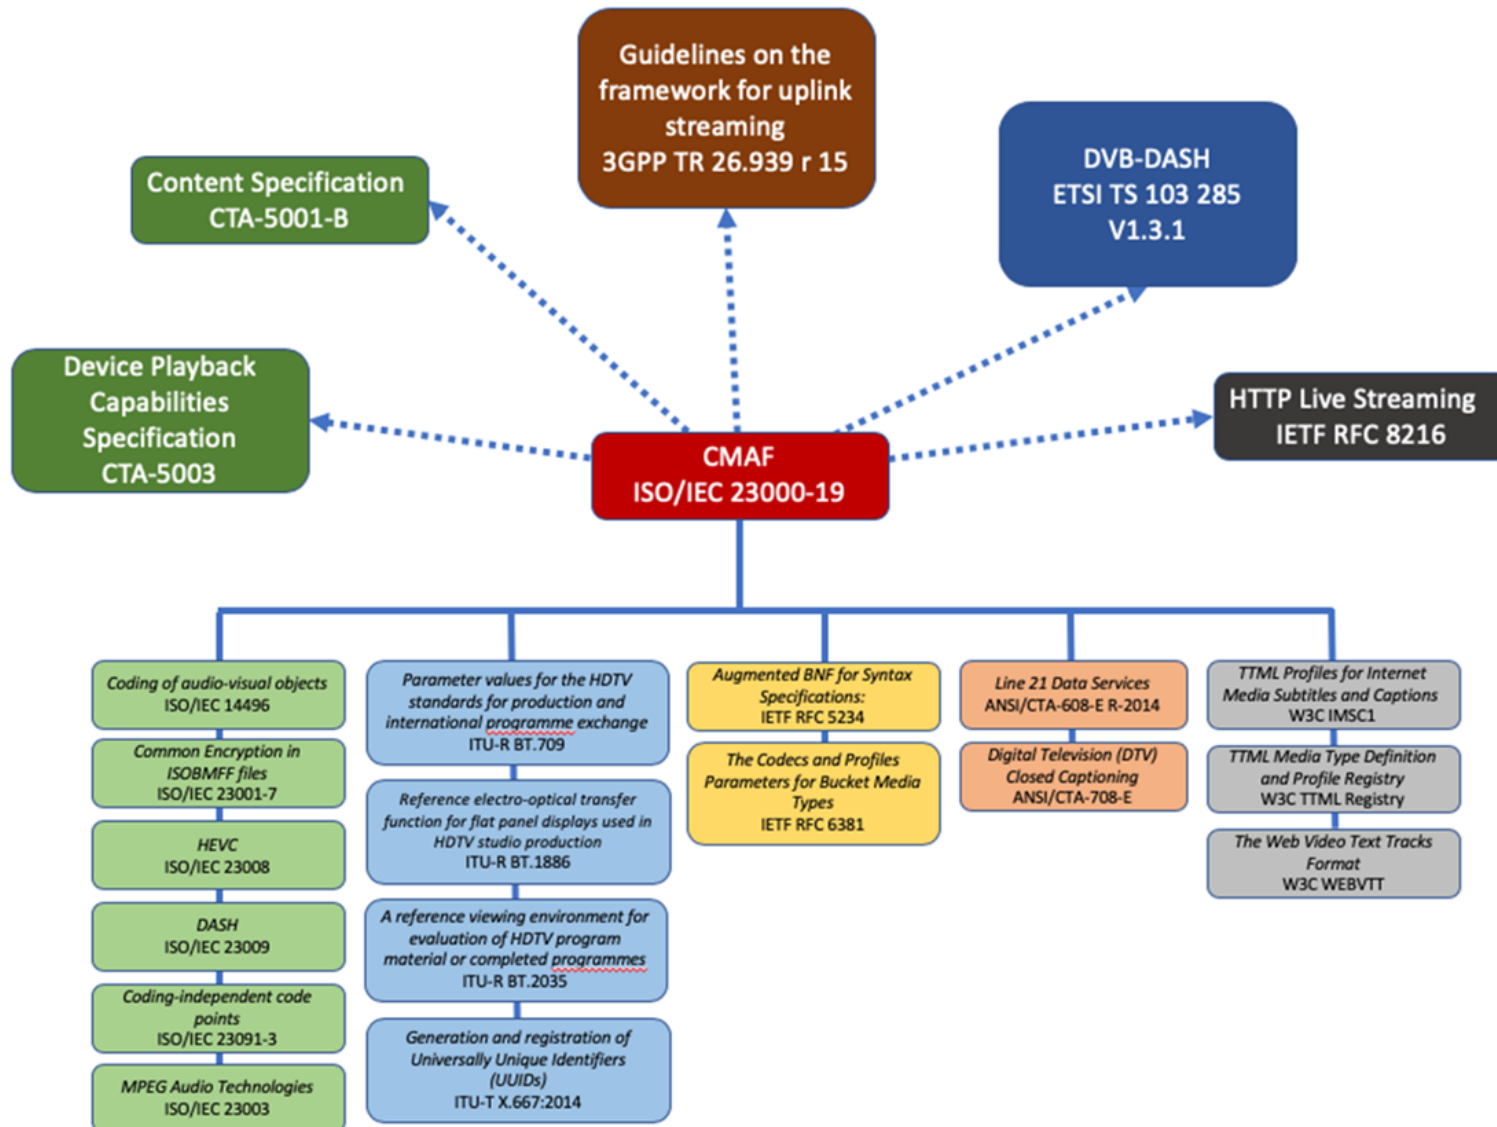 Guidelines on the
framework for uplink
streaming
3GPP TR 26.939 r 15
DVB-DASH
ETSI TS 103 285
V1.3.1
Content Specification
CTA-5001-B
Device Playback
Capabilities
Specification
CTA-5003
HTTP Live Streaming
IETF RFC 8216
CMAF
ISO/IEC 23000-19
Coding of audio-visual objects
ISO/IEC 14496
Common Encryption in
ISOBMFF files
ISO/IEC 23001-7
HEVC
ISO/IEC 23008
DASH
ISO/IEC 23009
Coding-independent code
points
ISO/IEC 23091-3
MPEG Audio Technologies
ISO/IEC 23003
Parameter values for the HDTV
standards for production and
international programme exchange
ITU-R BT.709
Reference electro-optical transfer
function for flat panel displays used in
HDTV studio production
ITU-R BT.1886
A reference viewing environment for
evaluation of HDTV program
material or completed programmes
ITU-R BT.2035
Generation and registration of
Universally Unique Identifiers
(UUIDs)
ITU-T X.667:2014
Augmented BNF for Syntax
Specifications:
IETF RFC 5234
The Codecs and Profiles
Parameters for Bucket Media
Types
IETF RFC 6381
Line 21 Data Services
ANSI/CTA-608-E R-2014
Digital Television (DTV)
Closed Captioning
ANSI/CTA-708-E
TTML Profiles for Internet
Media Subtitles and Captions
W3C IMSC1
TTML Media Type Definition
and Profile Registry
W3C TTML Registry
The Web Video Text Tracks
Format
W3C WEBVTT